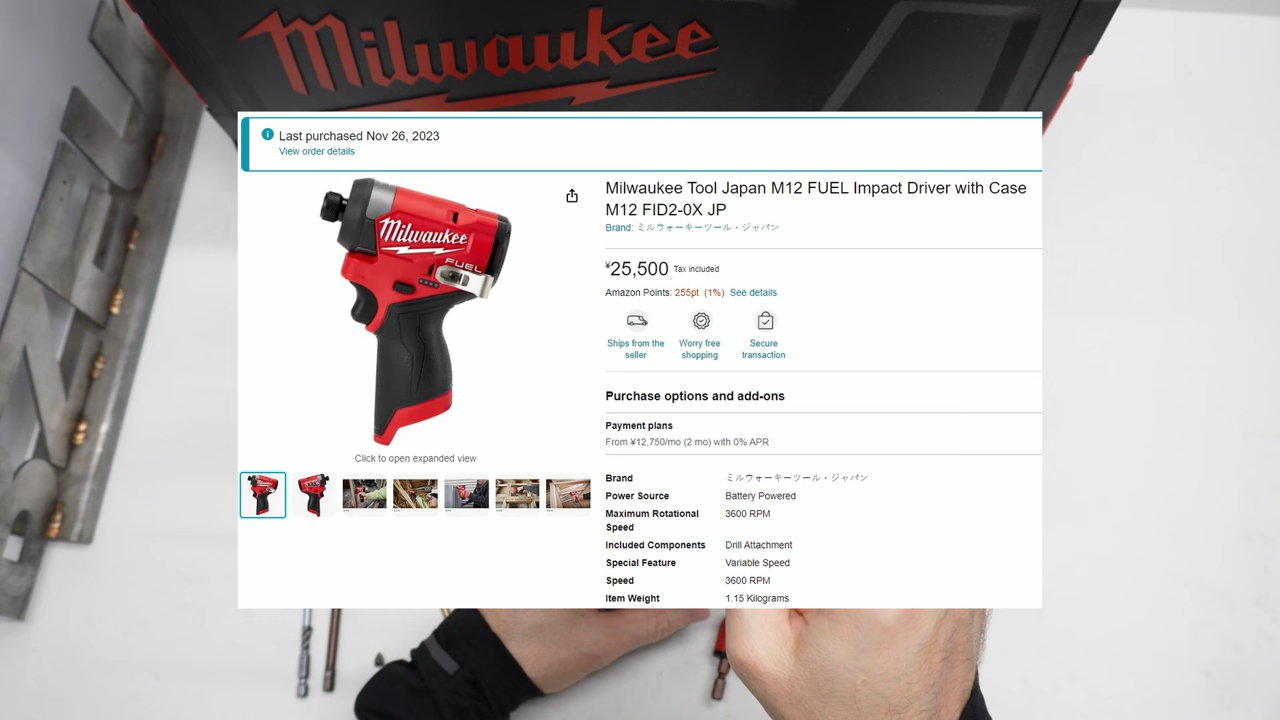 Milwaukee
Last purchased Nov 26, 2023
View order details
Milwaukee
FUEL
Milwaukee Tool Japan M12 FUEL Impact Driver with Case
M12 FID2-0X JP
Brand: ミルウォーキーツール・ジャパン
¥25,500 Tax included
Amazon Points: 255pt (1%) See details
Ships from the
seller
Worry free
shopping
Secure
transaction
Purchase options and add-ons
Payment plans
From ¥12,750/mo (2 mo) with 0% APR
Click to open expanded view
Brand ミルウォーキーツール・ジャパン
Power Source Battery Powered
Maximum Rotational
Speed
3600 RPM
Included Components Drill Attachment
Special Feature Variable Speed
Speed 3600 RPM
Item Weight 1.15 Kilograms